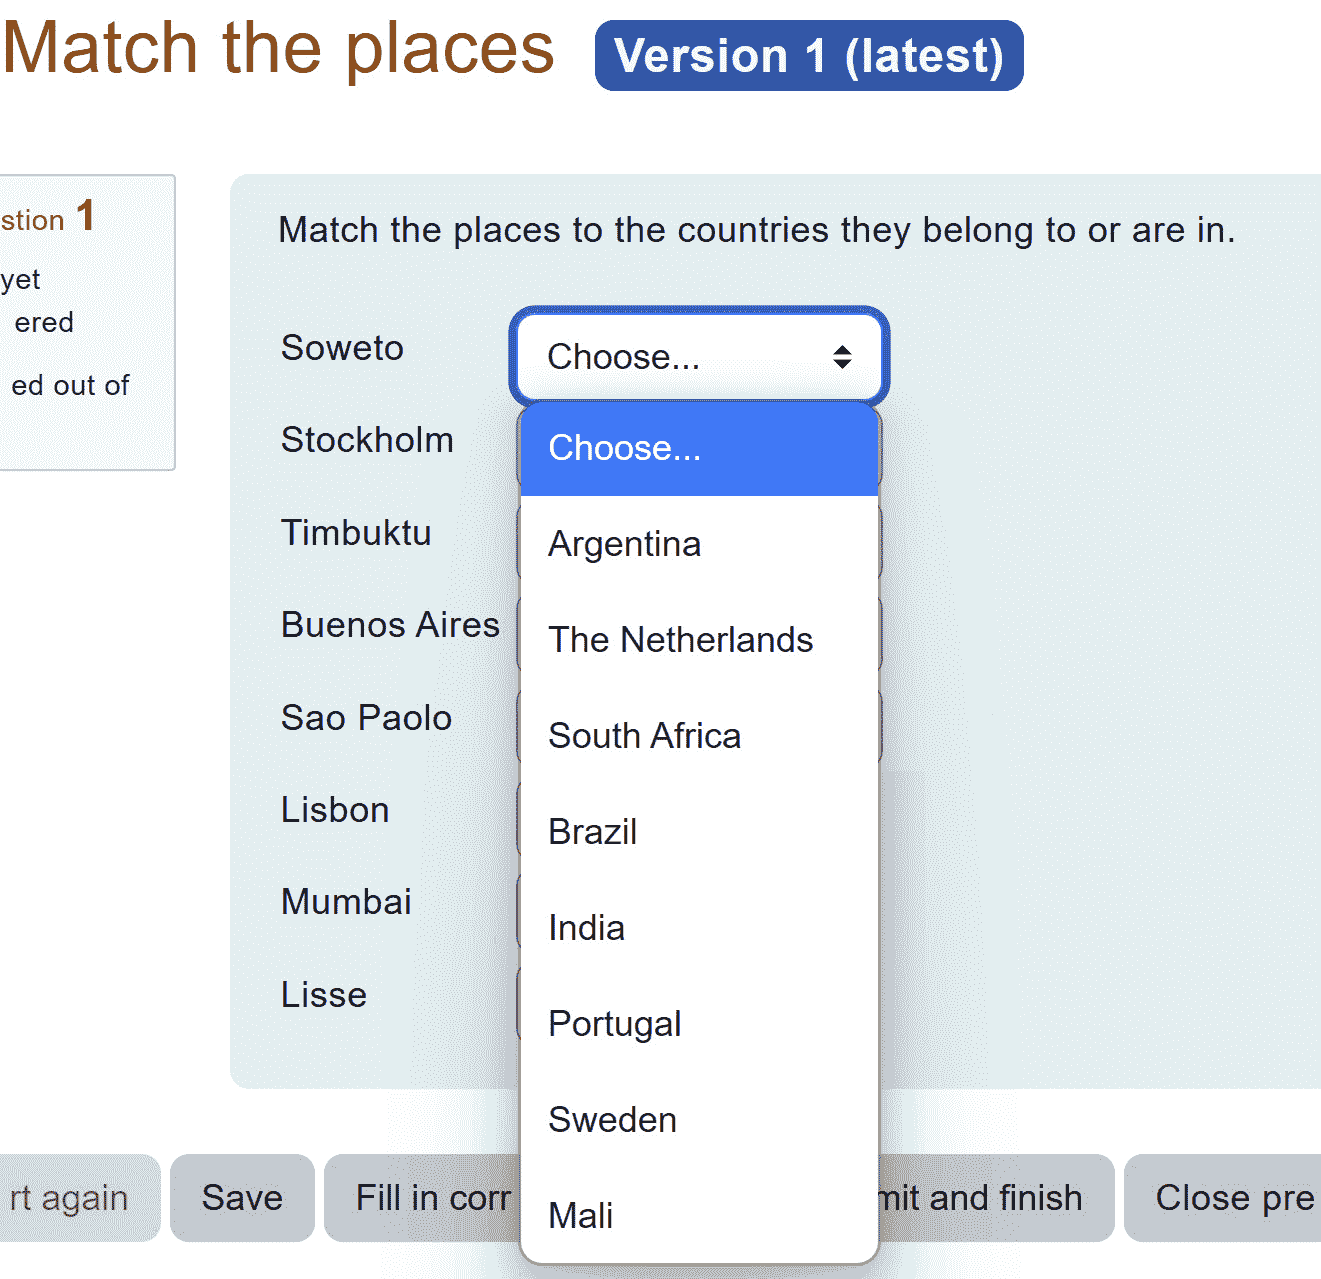 Match the places Version 1 (latest)
stion 1
yet
ered
ed out of
Match the places to the countries they belong to or are in.
Soweto Choose...
Stockholm
Timbuktu
Buenos Aires
Sao Paolo
Lisbon
Mumbai
Lisse
Choose...
Argentina
The Netherlands
South Africa
Brazil
India
Portugal
Sweden
Mali
rt again Save Fill in corr mit and finish Close pre